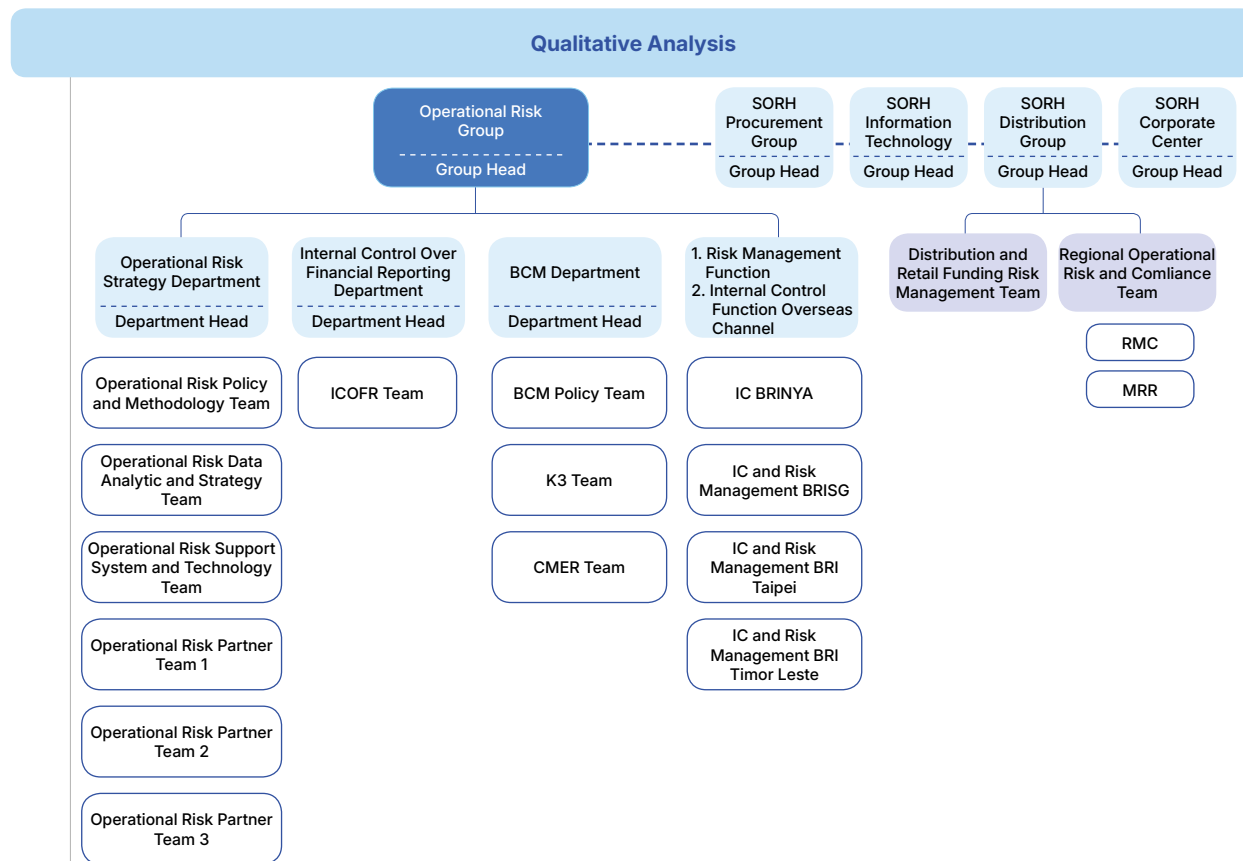 Qualitative Analysis
Operational Risk
Group
Group Head
SORH
Procurement
Group
Group Head
SORH
Information
Technology
Group Head
SORH
Distribution
Group
Group Head
SORH
Corporate
Center
Group Head
Operational Risk
Strategy Department
Department Head
Internal Control Over
Financial Reporting
Department
Department Head
BCM Department
Department Head
1. Risk Management
Function
2. Internal Control
Function Overseas
Channel
Distribution and
Retail Funding Risk
Management Team
Regional Operational
Risk and Comliance
Team
RMC
MRR
Operational Risk Policy
and Methodology Team
Operational Risk Data
Analytic and Strategy
Team
Operational Risk Support
System and Technology
Team
Operational Risk Partner
Team 1
Operational Risk Partner
Team 2
Operational Risk Partner
Team 3
ICOFR Team
BCM Policy Team
K3 Team
CMER Team
IC BRINYA
IC and Risk
Management BRISG
IC and Risk
Management BRI
Taipei
IC and Risk
Management BRI
Timor Leste